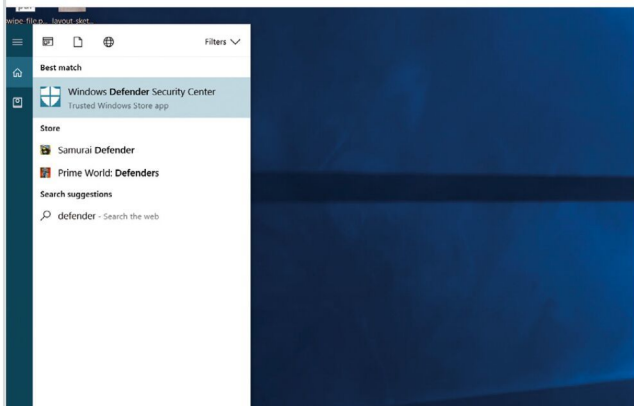 wipe-file.p... layout-sket...
Filters
Best match
Windows Defender Security Center
Trusted Windows Store app
Store
Samurai Defender
Prime World: Defenders
Search suggestions
defender - Search the web